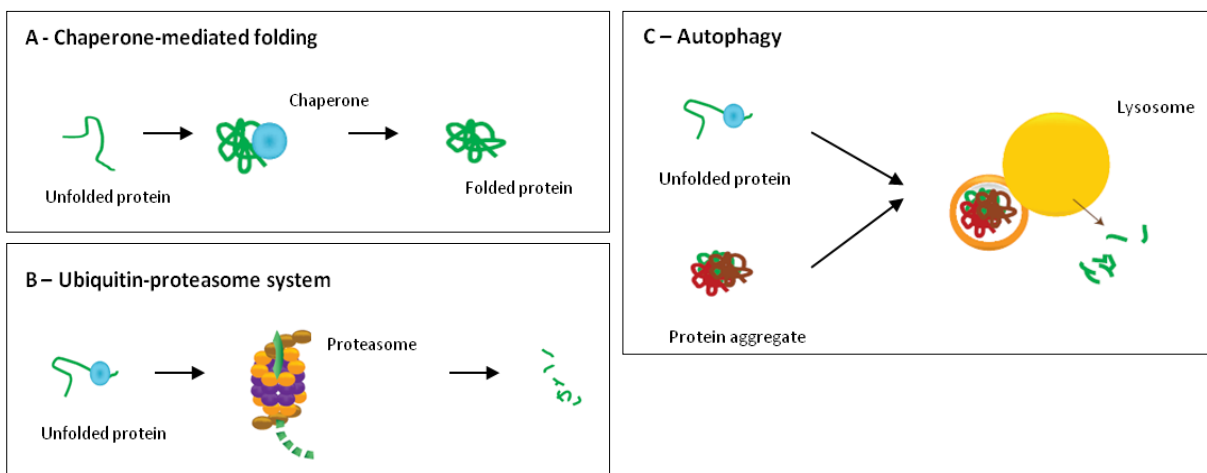 A - Chaperone-mediated folding
Chaperone
Unfolded protein
Folded protein
B – Ubiquitin-proteasome system
Proteasome
Unfolded protein
C – Autophagy
Lysosome
Unfolded protein
Protein aggregate